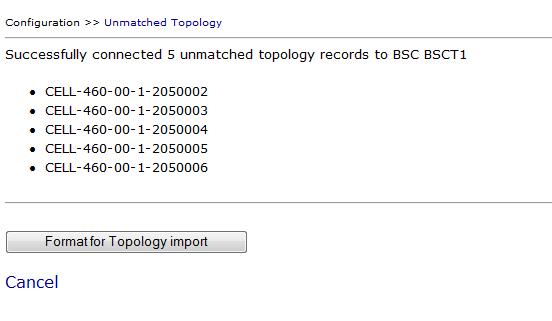 Configuration >> Unmatched Topology
Successfully connected 5 unmatched topology records to BSC BSCT1
• CELL-460-00-1-2050002
• CELL-460-00-1-2050003
• CELL-460-00-1-2050004
• CELL-460-00-1-2050005
• CELL-460-00-1-2050006
Format for Topology import
Cancel